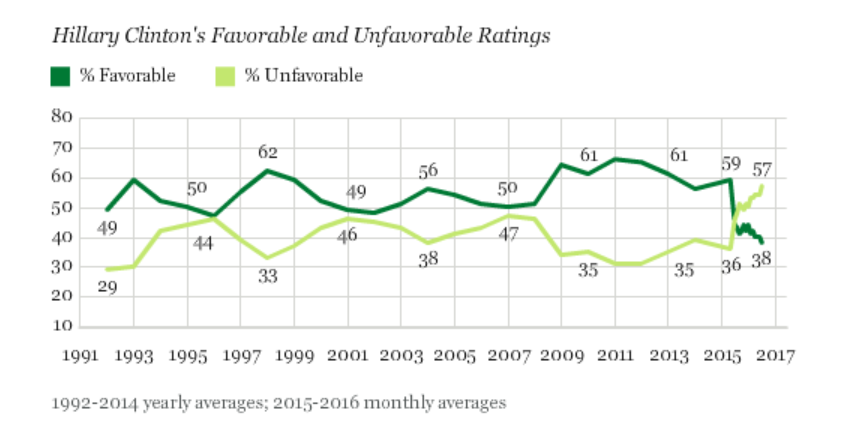 Hillary Clinton's Favorable and Unfavorable Ratings
% Favorable % Unfavorable
80
70
60
50
40
30
20
10
49 50 62 49 56 50 61 61 59 57
29 44 33 46 38 47 35 35 36 38
1991 1993 1995 1997 1999 2001 2003 2005 2007 2009 2011 2013 2015 2017
1992-2014 yearly averages; 2015-2016 monthly averages